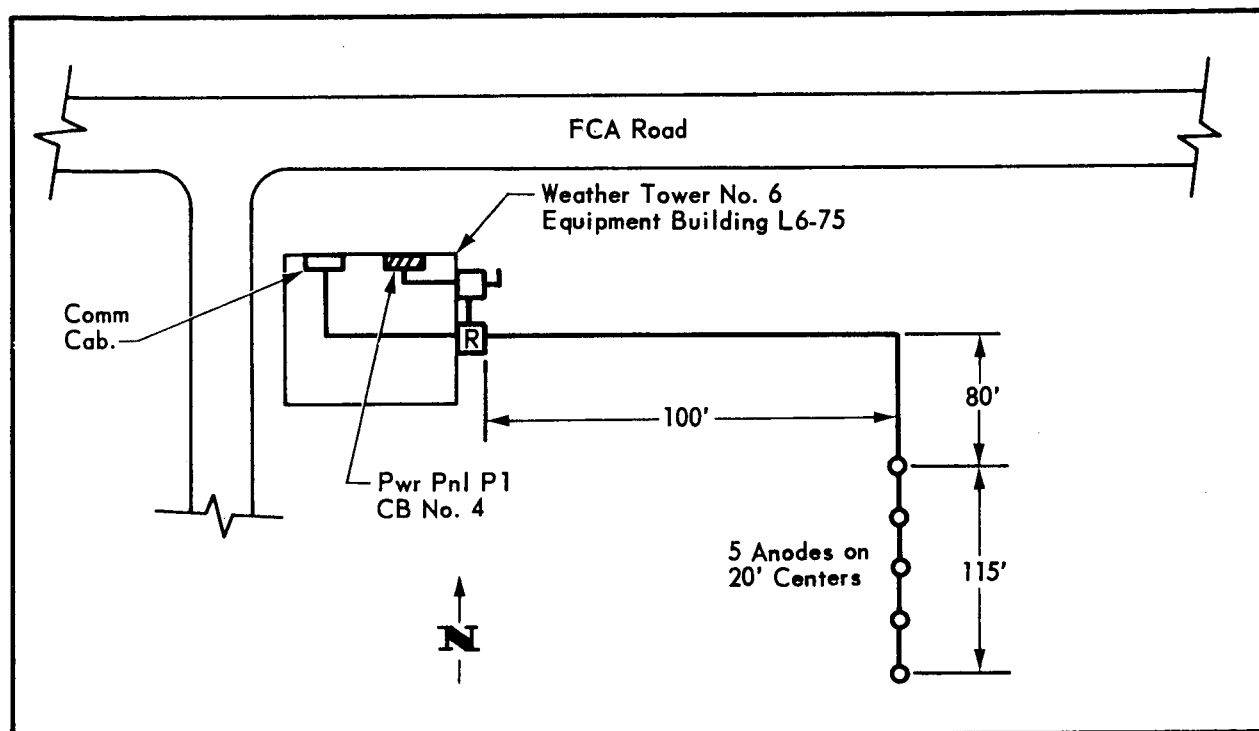 FCA Road
Weather Tower No. 6
Equipment Building L6-75
Comm
Cab.
R
100'
80'
Pwr Pnl P1
CB No. 4
5 Anodes on
20' Centers
115'
N